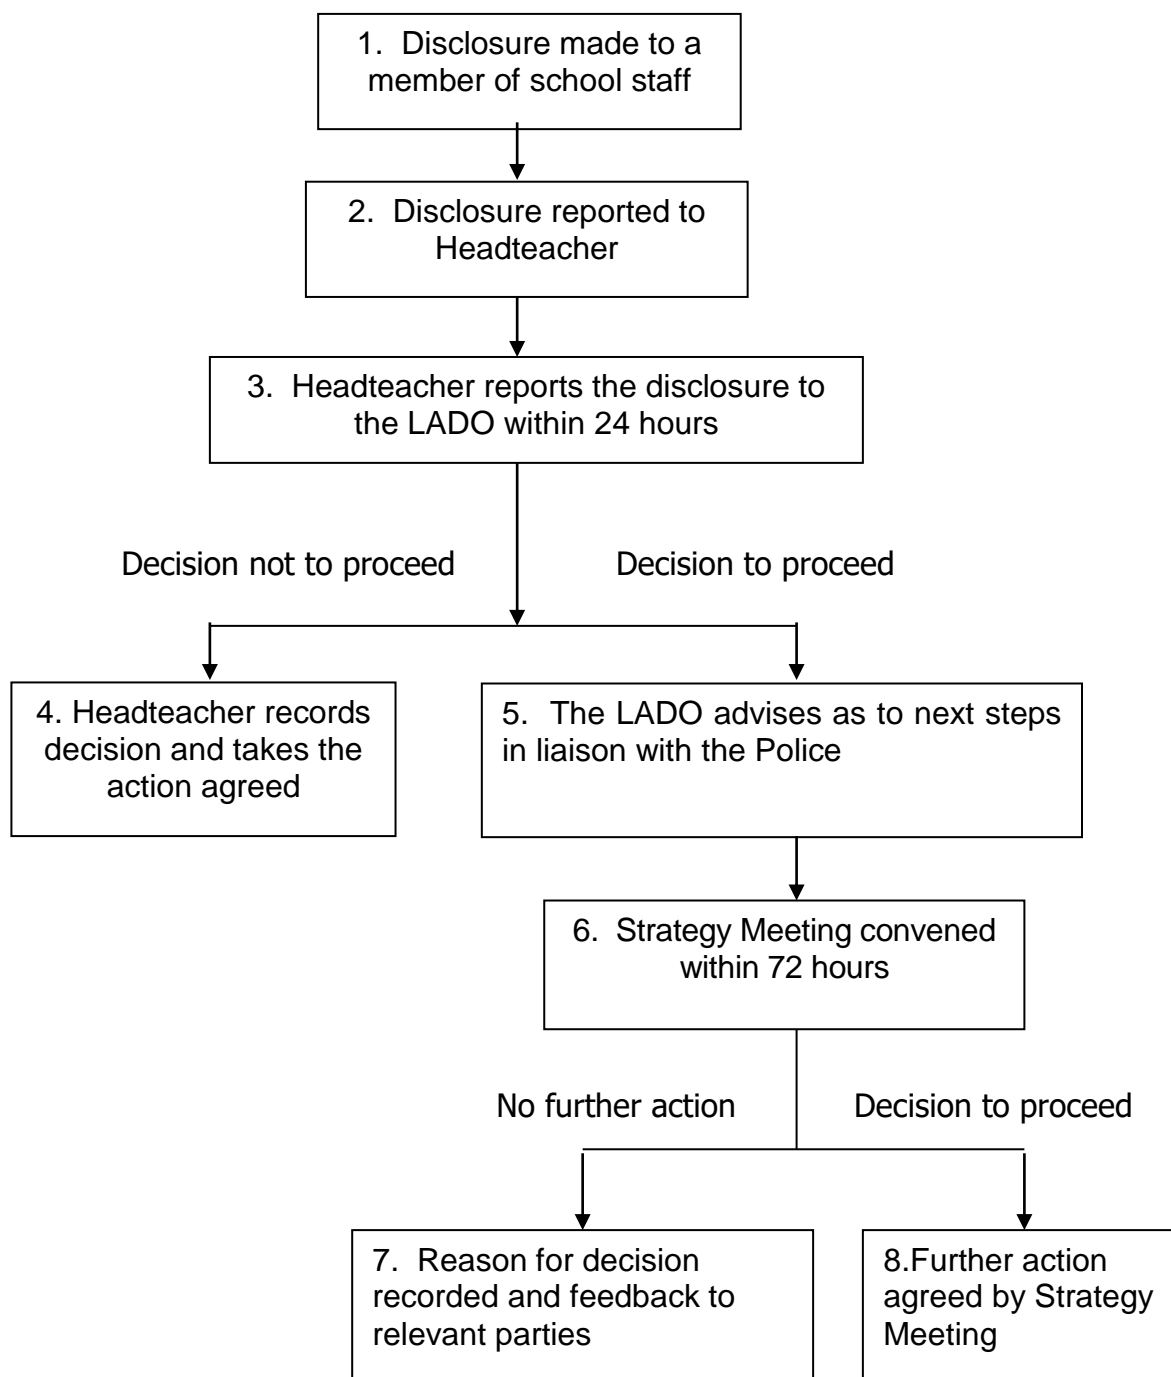 1. Disclosure made to a
member of school staff
2. Disclosure reported to
Headteacher
3. Headteacher reports the disclosure to
the LADO within 24 hours
Decision not to proceed
Decision to proceed
4. Headteacher records
decision and takes the
action agreed
5. The LADO advises as to next steps
in liaison with the Police
6. Strategy Meeting convened
within 72 hours
No further action
Decision to proceed
7. Reason for decision
recorded and feedback to
relevant parties
8.Further action
agreed by Strategy
Meeting